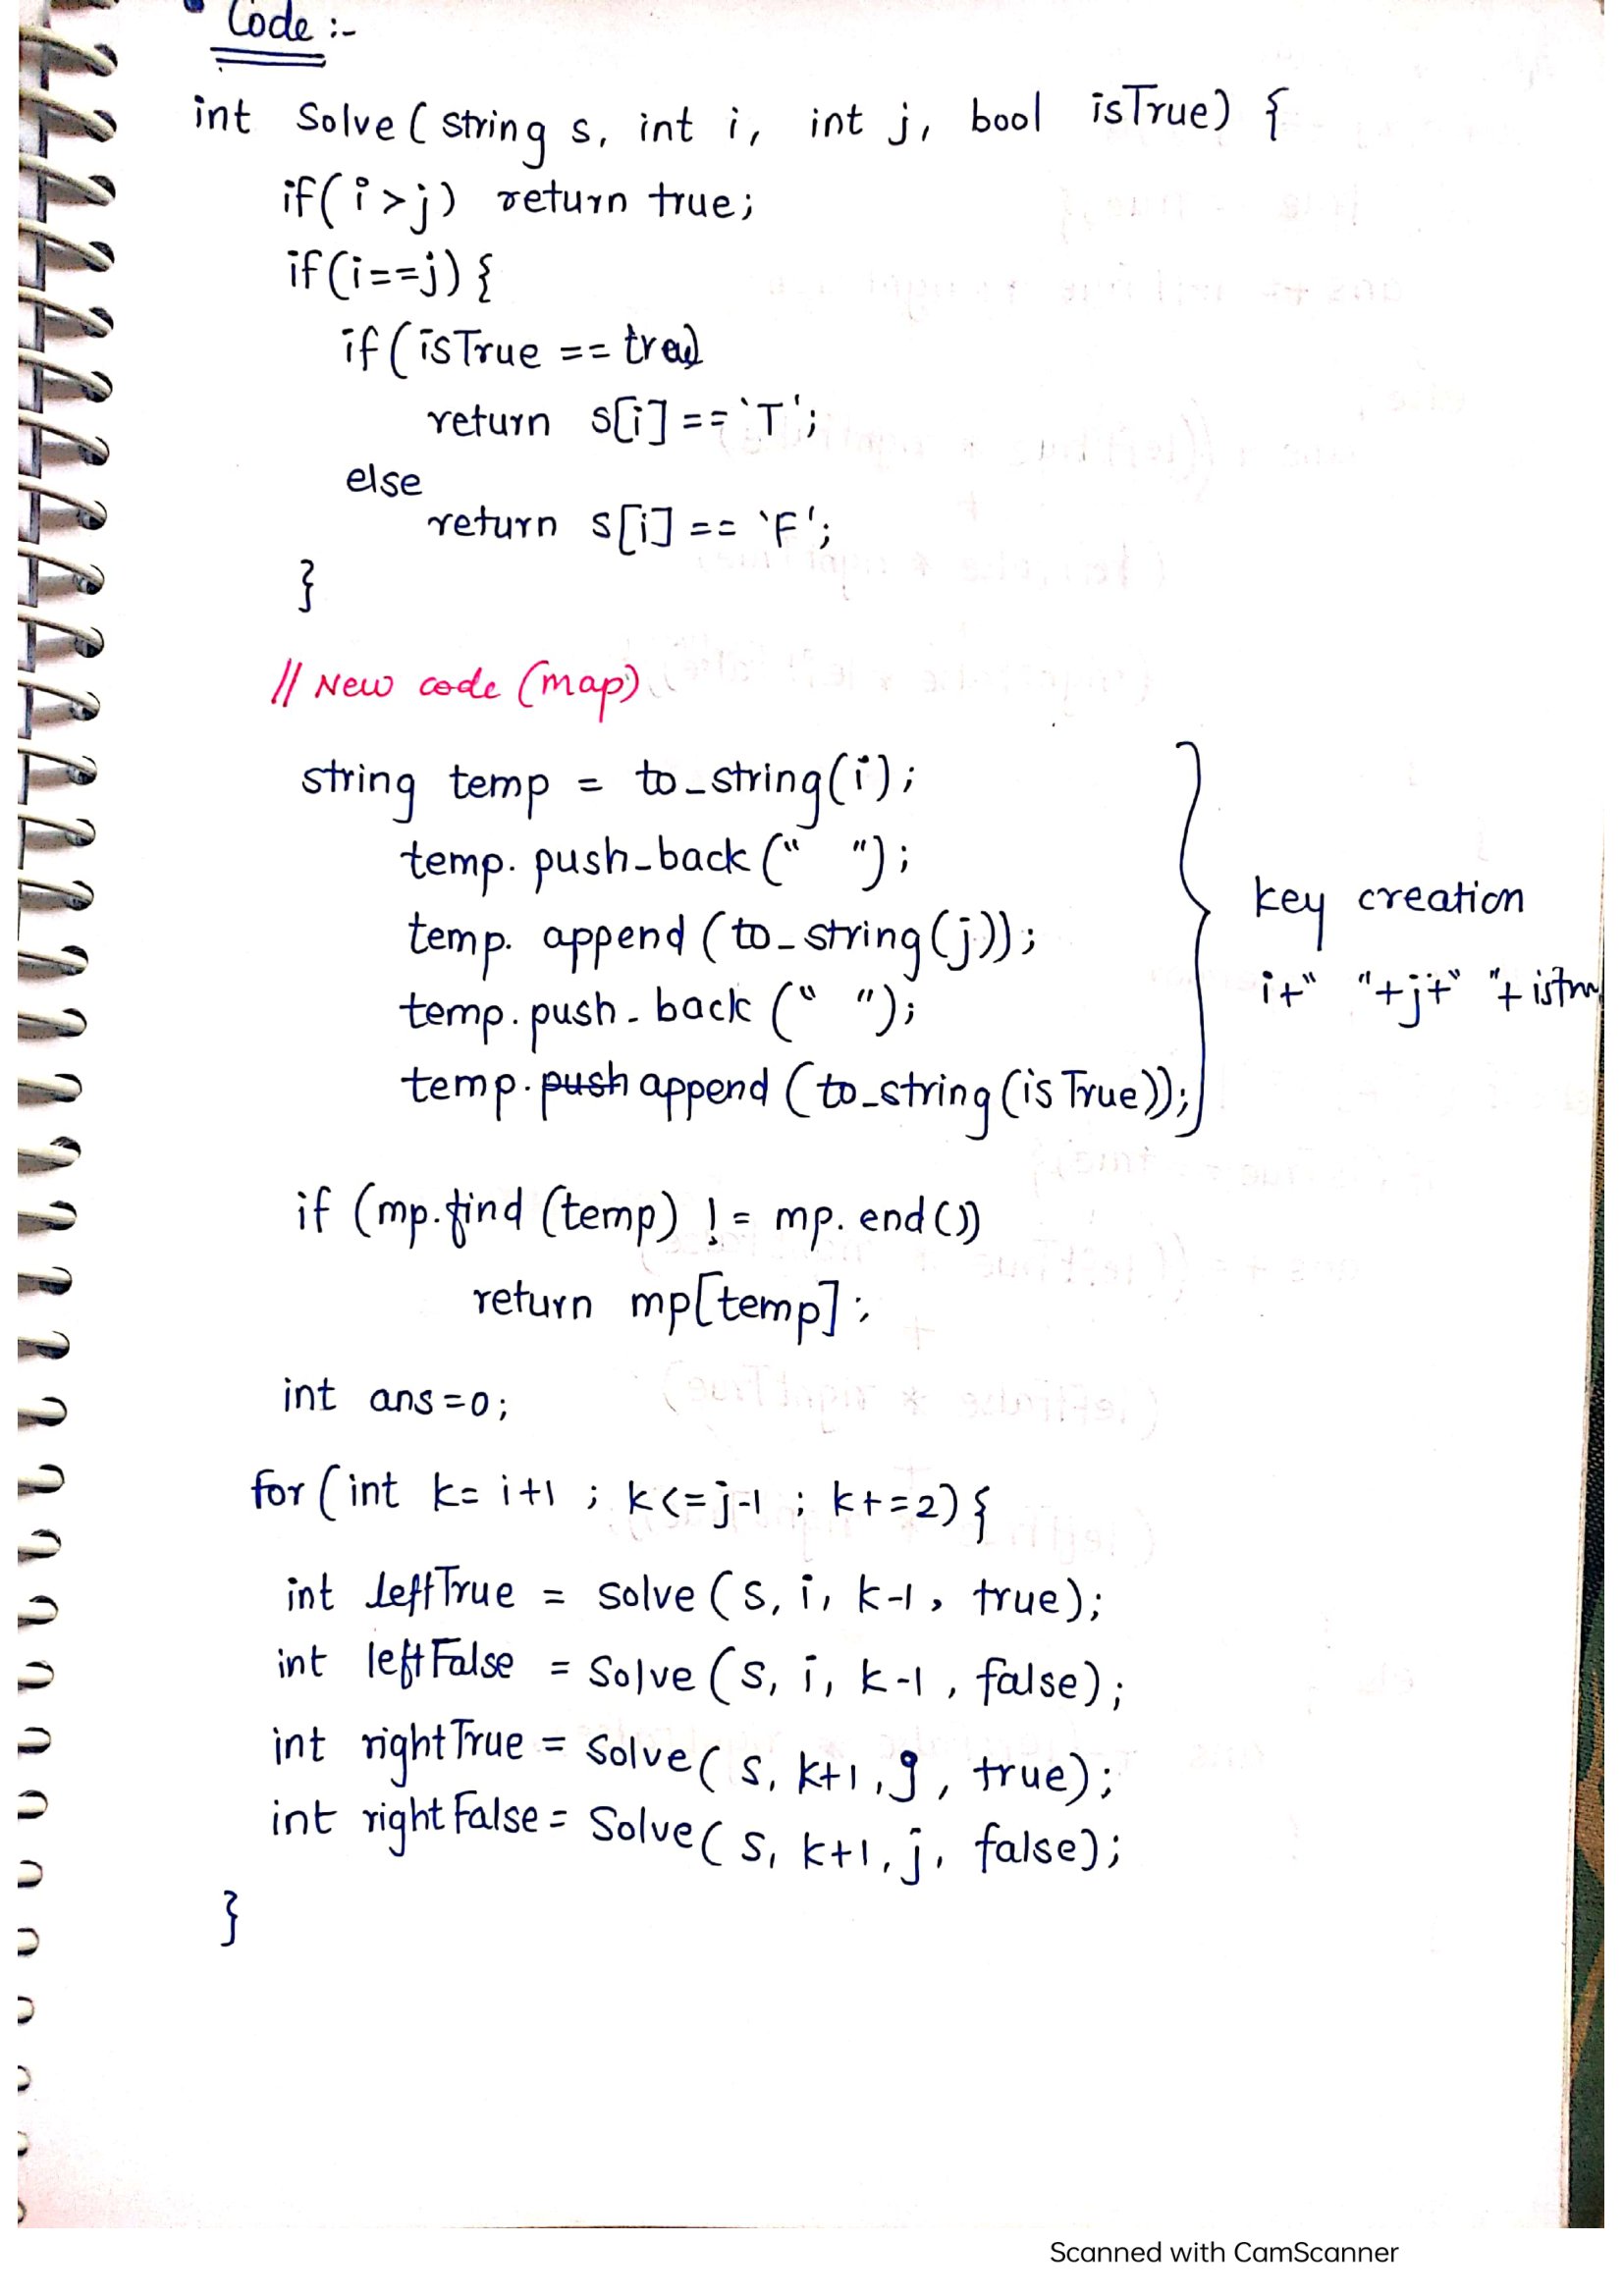 Code :-
int Solve ( string s, int i, int j, bool isTrue) {
if( i > j) return true;
if(i==j) {
if ( isTrue ==
return s[i] == 'T';
else
return s[i] == 'F';
}
// New code (map)
string temp = to_string(i);
temp. push_back (" ");
temp. append ( to_string(j));
temp. push_back (" ");
temp. push append ( to_string (isTrue));
key creation
i+" "+j+" "+
if (mp.find (temp) != mp. end())
return mp[temp];
int ans=0;
for ( int k= i+1 ; k<=j-1 ; k+=2) {
int leftTrue = solve ( s, i, k-1, true);
int leftFalse = Solve ( s, i, k-1, false);
int rightTrue = Solve( s, k+1, j, true);
int rightFalse = Solve( s, k+1, j, false);
}
Scanned with CamScanner